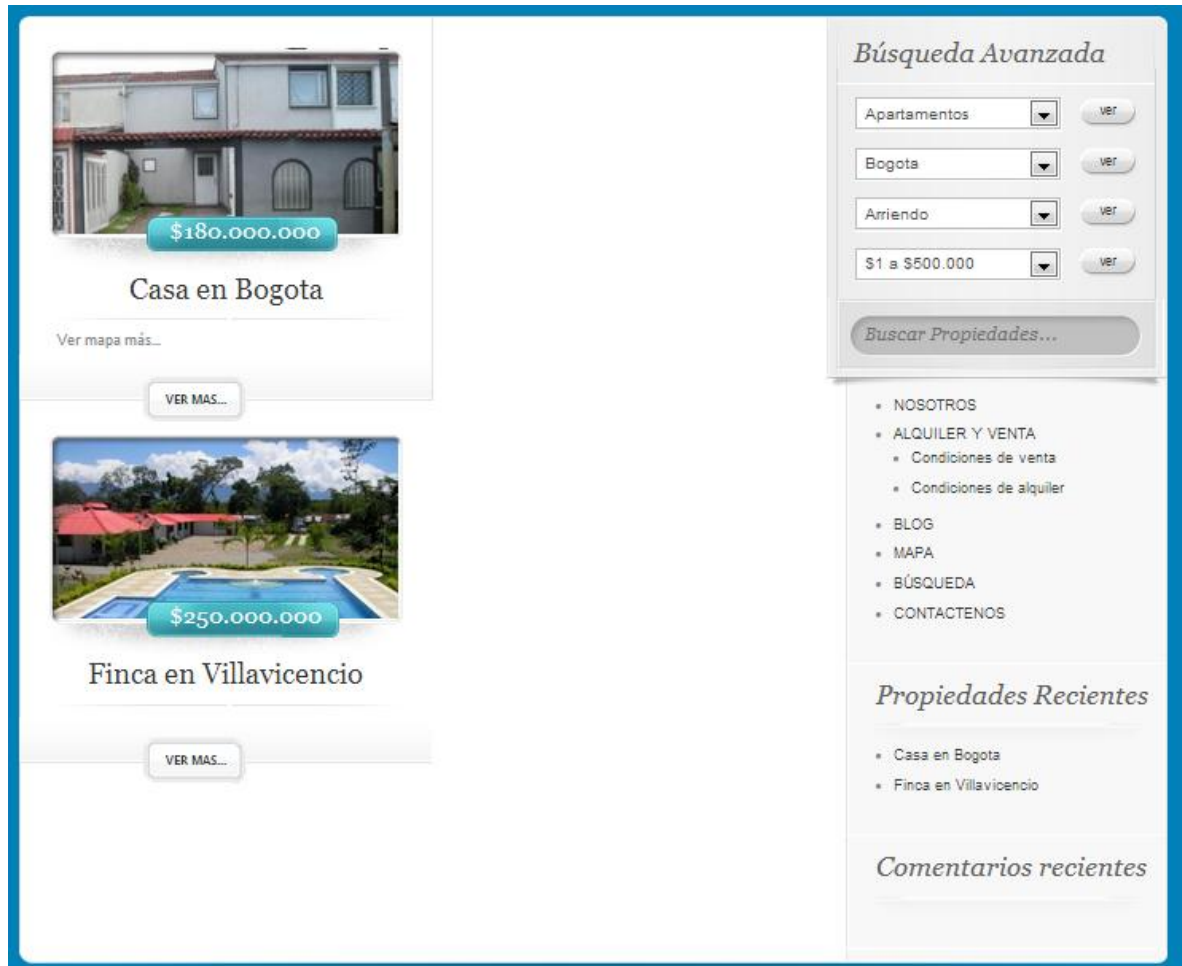 $180.000.000
Casa en Bogota
Ver mapa más...
VER MAS...
$250.000.000
Finca en Villavicencio
VER MAS...
Búsqueda Avanzada
Apartamentos ver
Bogota ver
Arriendo ver
$1 a $500.000 ver
Buscar Propiedades...
NOSOTROS
ALQUILER Y VENTA
Condiciones de venta
Condiciones de alquiler
BLOG
MAPA
BÚSQUEDA
CONTACTENOS
Propiedades Recientes
Casa en Bogota
Finca en Villavicencio
Comentarios recientes